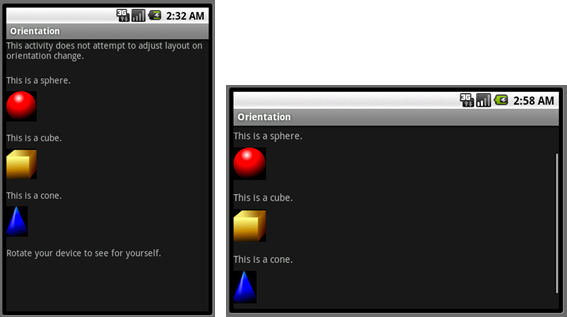 3G
2:32 AM
Orientation
This activity does not attempt to adjust layout on
orientation change.
This is a sphere.
This is a cube.
This is a cone.
Rotate your device to see for yourself.
3G
2:58 AM
Orientation
This is a sphere.
This is a cube.
This is a cone.